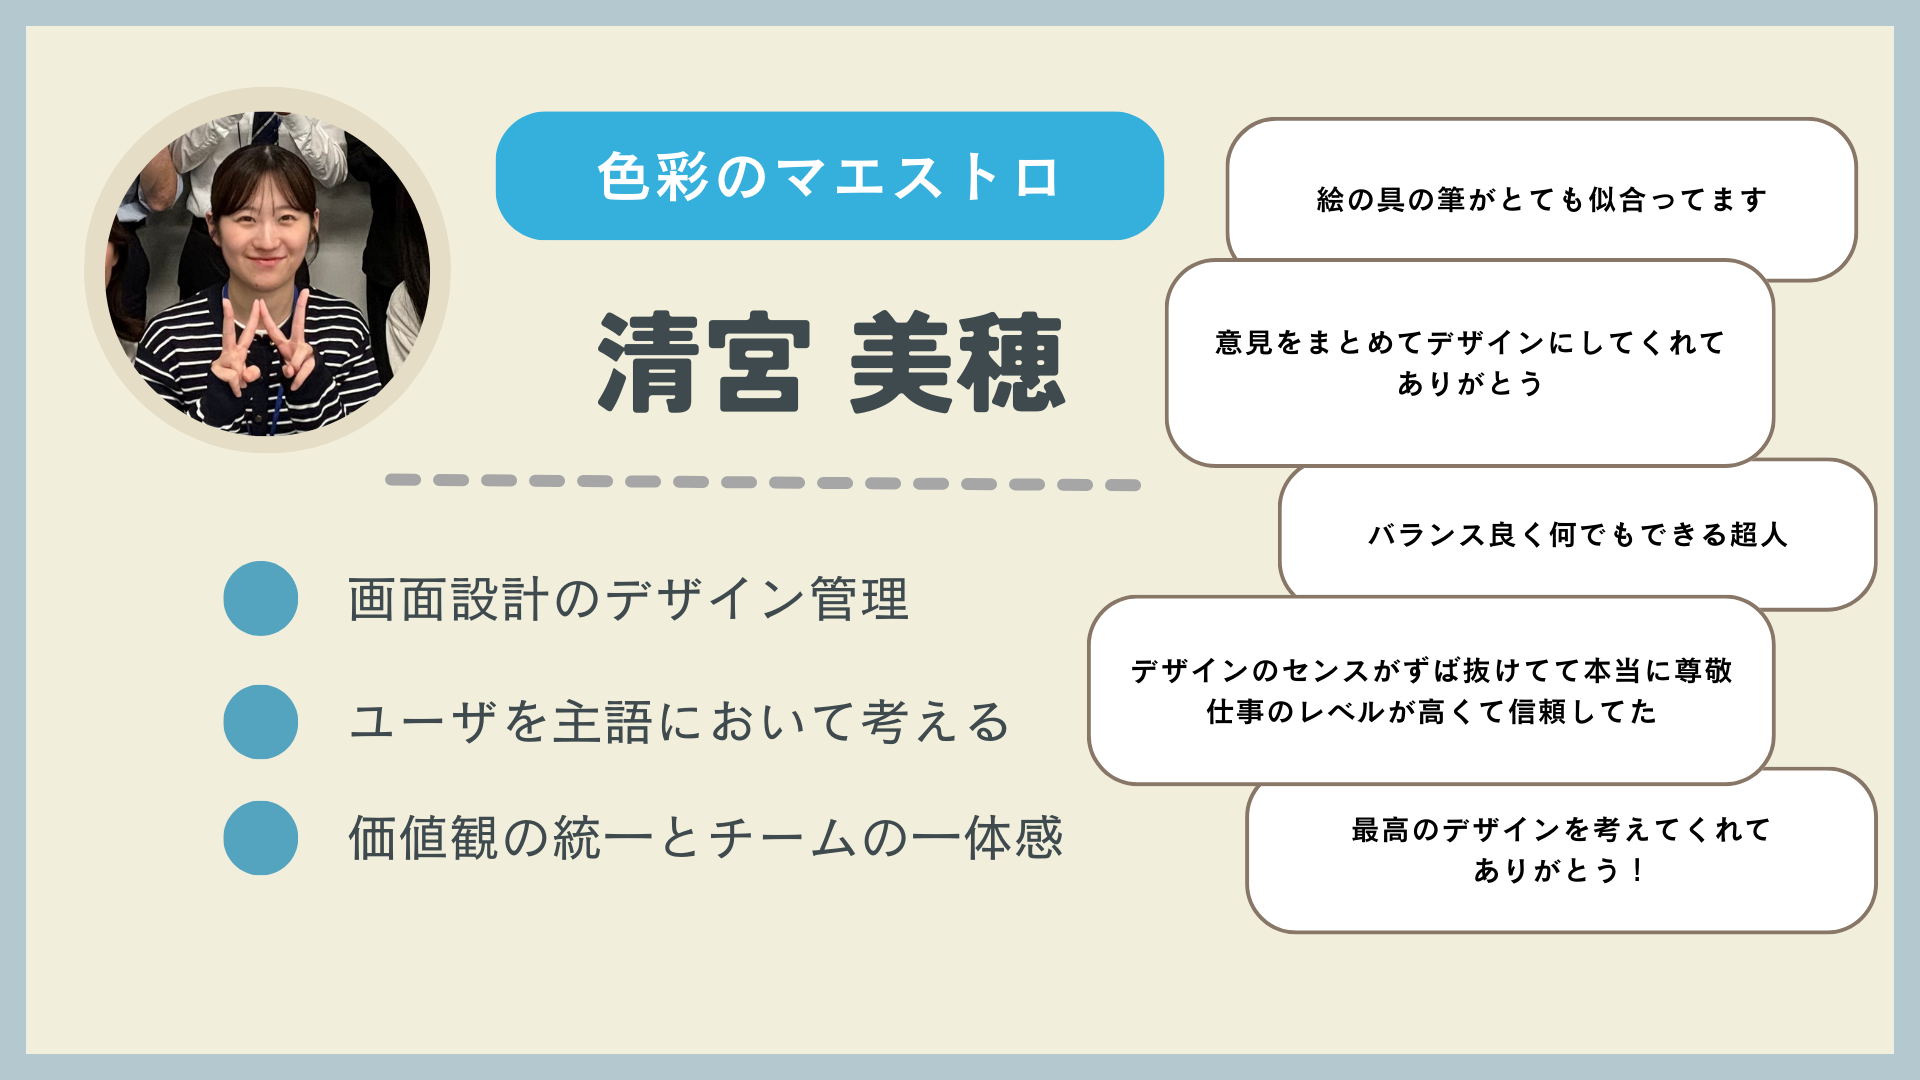 色彩のマエストロ
清宮 美穂
画面設計のデザイン管理
ユーザを主語において考える
価値観の統一とチームの一体感
絵の具の筆がとても似合ってます
意見をまとめてデザインにしてくれて
ありがとう
バランス良く何でもできる超人
デザインのセンスがずば抜けてて本当に尊敬
仕事のレベルが高くて信頼してた
最高のデザインを考えてくれて
ありがとう！